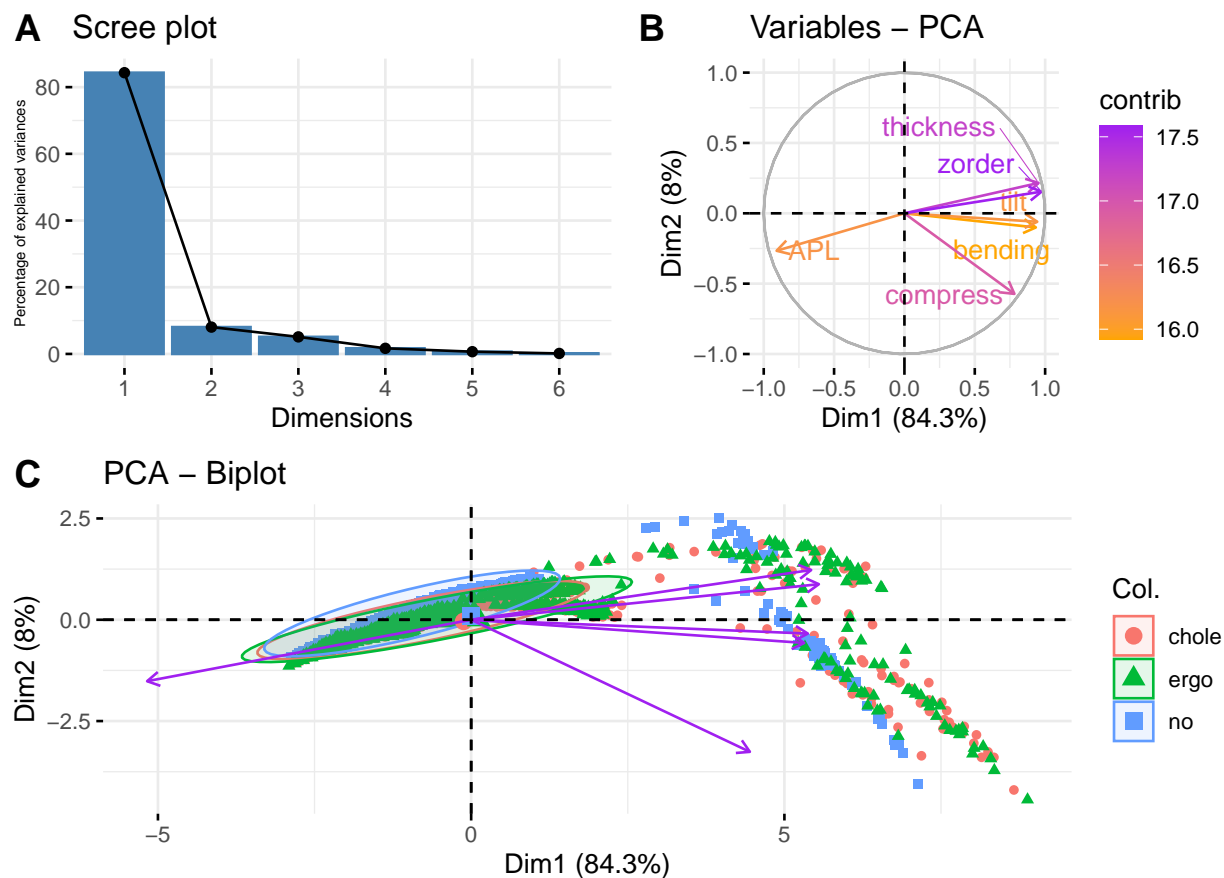 A Scree plot
Percentage of explained variances
80
60
40
20
0
1 2 3 4 5 6
Dimensions
B Variables – PCA
Dim2 (8%)
1.0
0.5
0.0
−0.5
−1.0
thickness
zorder
tilt
APL
bending
compress
−1.0 −0.5 0.0 0.5 1.0
Dim1 (84.3%)
contrib
17.5
17.0
16.5
16.0
C PCA – Biplot
Dim2 (8%)
2.5
0.0
−2.5
−5 0 5
Dim1 (84.3%)
Col.
chole
ergo
no